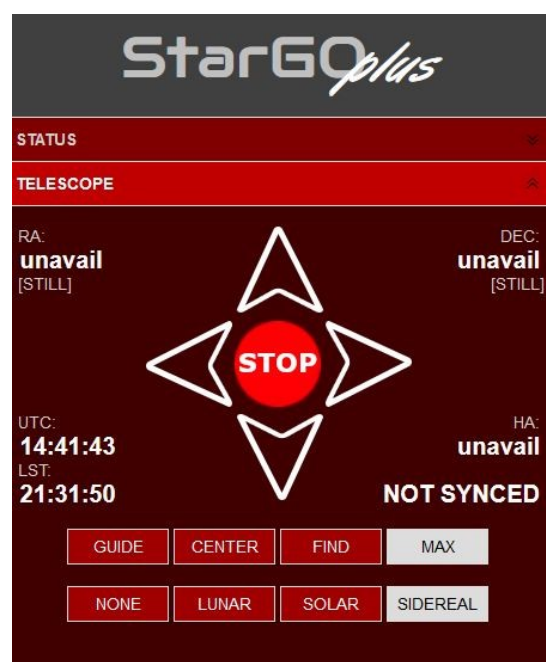 StarGO plus
STATUS
TELESCOPE
RA:
unavail
[STILL]
DEC:
unavail
[STILL]
STOP
UTC:
14:41:43
LST:
21:31:50
HA:
unavail
NOT SYNCED
GUIDE CENTER FIND MAX
NONE LUNAR SOLAR SIDEREAL